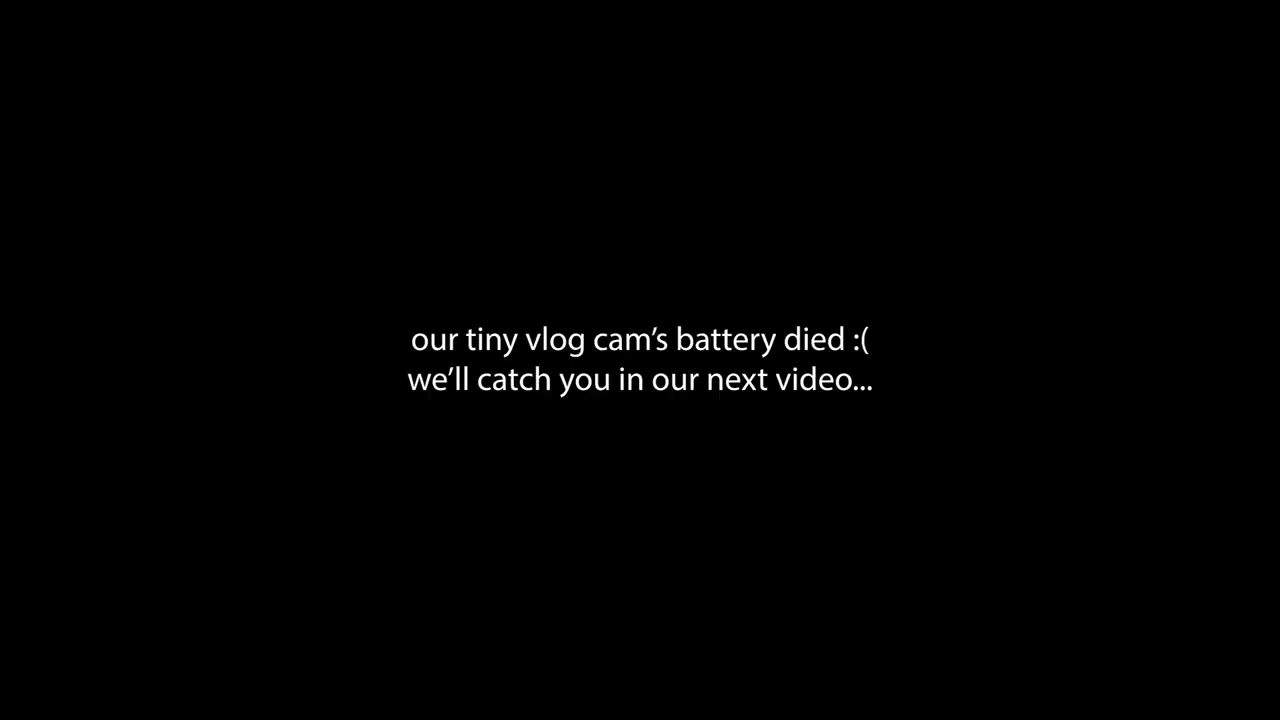 our tiny vlog cam’s battery died :(
we’ll catch you in our next video...